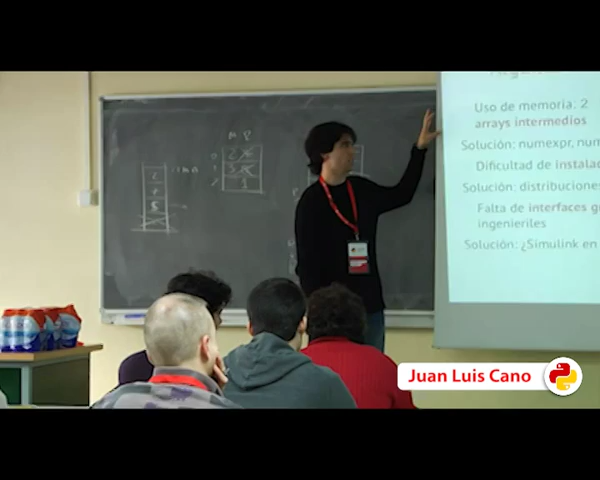 Uso de memoria: 2
arrays intermedios
Solución: numexpr, num
Dificultad de instalac
Solución: distribuciones
Falta de interfaces g
ingenieriles
Solución: ¿Simulink en
Juan Luis Cano